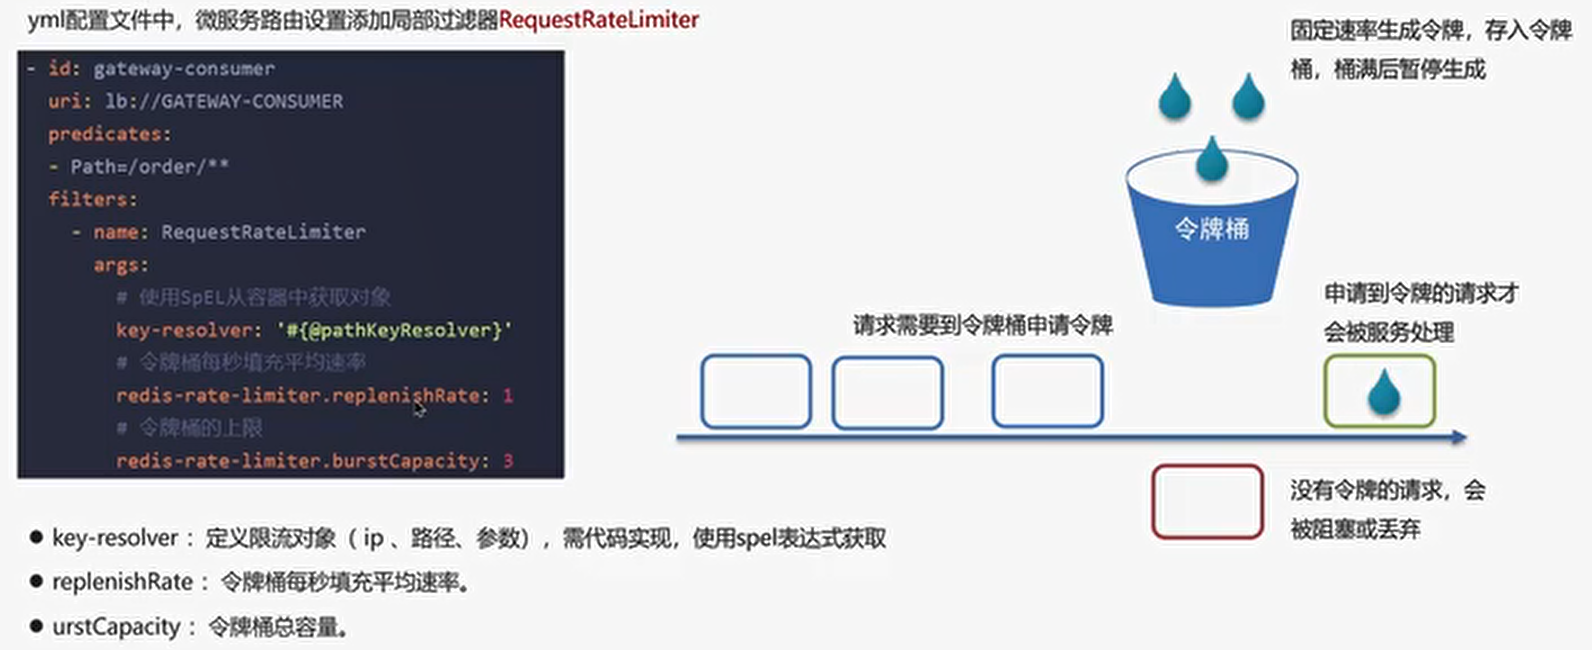 yml配置文件中，微服务路由设置添加局部过滤器RequestRateLimiter
- id: gateway-consumer
uri: lb://GATEWAY-CONSUMER
predicates:
- Path=/order/**
filters:
- name: RequestRateLimiter
args:
# 使用SpEL从容器中获取对象
key-resolver: '#{@pathKeyResolver}'
# 令牌桶每秒填充平均速率
redis-rate-limiter.replenishRate: 1
# 令牌桶的上限
redis-rate-limiter.burstCapacity: 3
固定速率生成令牌，存入令牌
桶，桶满后暂停生成
令牌桶
请求需要到令牌桶申请令牌
申请到令牌的请求才
会被服务处理
没有令牌的请求，会
被阻塞或丢弃
● key-resolver ：定义限流对象（ ip 、路径、参数），需代码实现，使用spel表达式获取
● replenishRate ：令牌桶每秒填充平均速率。
● urstCapacity ：令牌桶总容量。